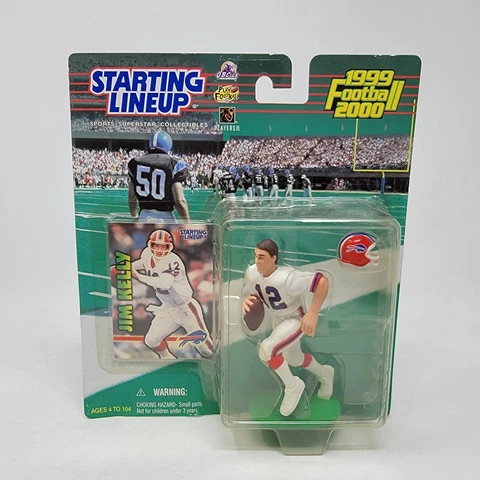 STARTING
LINEUP
SPORTS SUPERSTAR COLLECTIBLES
PLAYERS
1999
Football
2000
50
STARTING
LINEUP
12
JIM KELLY
12
WARNING:
CHOKING HAZARD- Small parts.
Not for children under 3 years.
AGES 4 TO 104